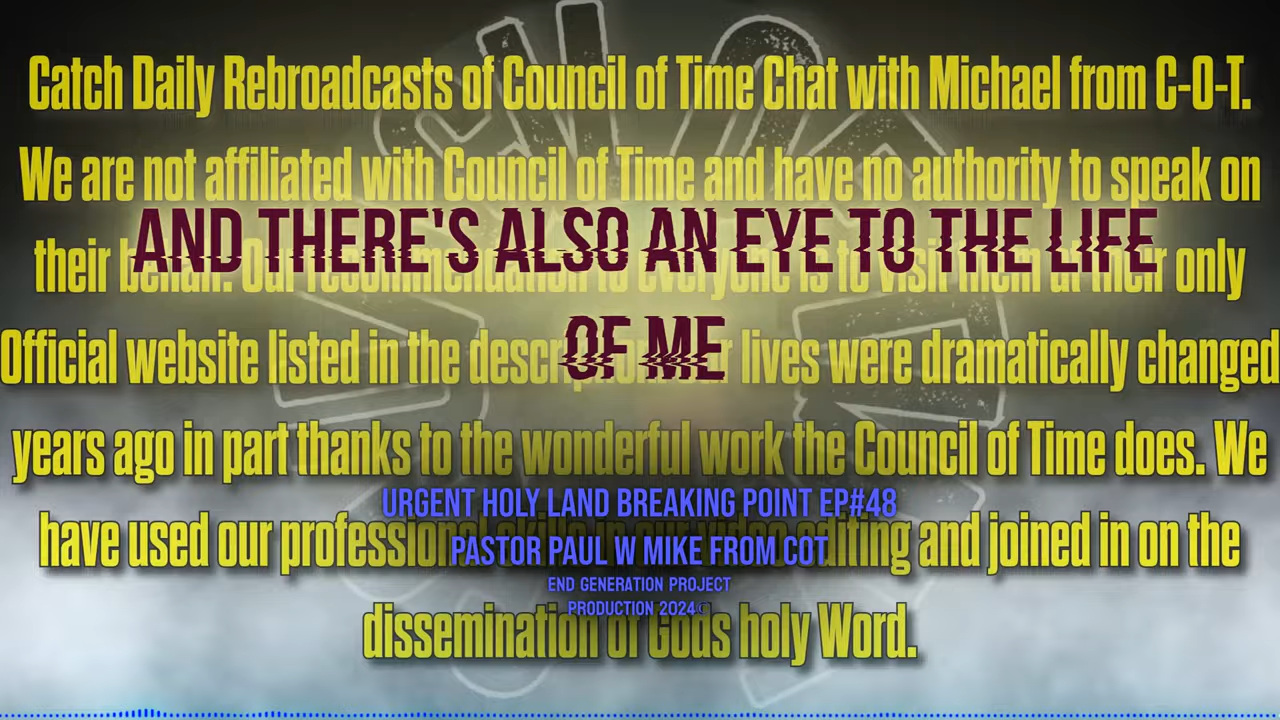 Catch Daily Rebroadcasts of Council of Time Chat with Michael from C-O-T.
We are not affiliated with Council of Time and have no authority to speak on
AND THERE'S ALSO AN EYE TO THE LIFE
their behalf. Our recommendation to everyone is to visit them at their only
OF ME
Official website listed in the lives were dramatically changed
years ago in part thanks to the wonderful work the Council of Time does. We
URGENT HOLY LAND BREAKING POINT EP#48
have used our professional skills in our video editing and joined in on the
PASTOR PAUL W MIKE FROM COT
END GENERATION PROJECT
PRODUCTION 2024©
dissemination of Gods holy Word.